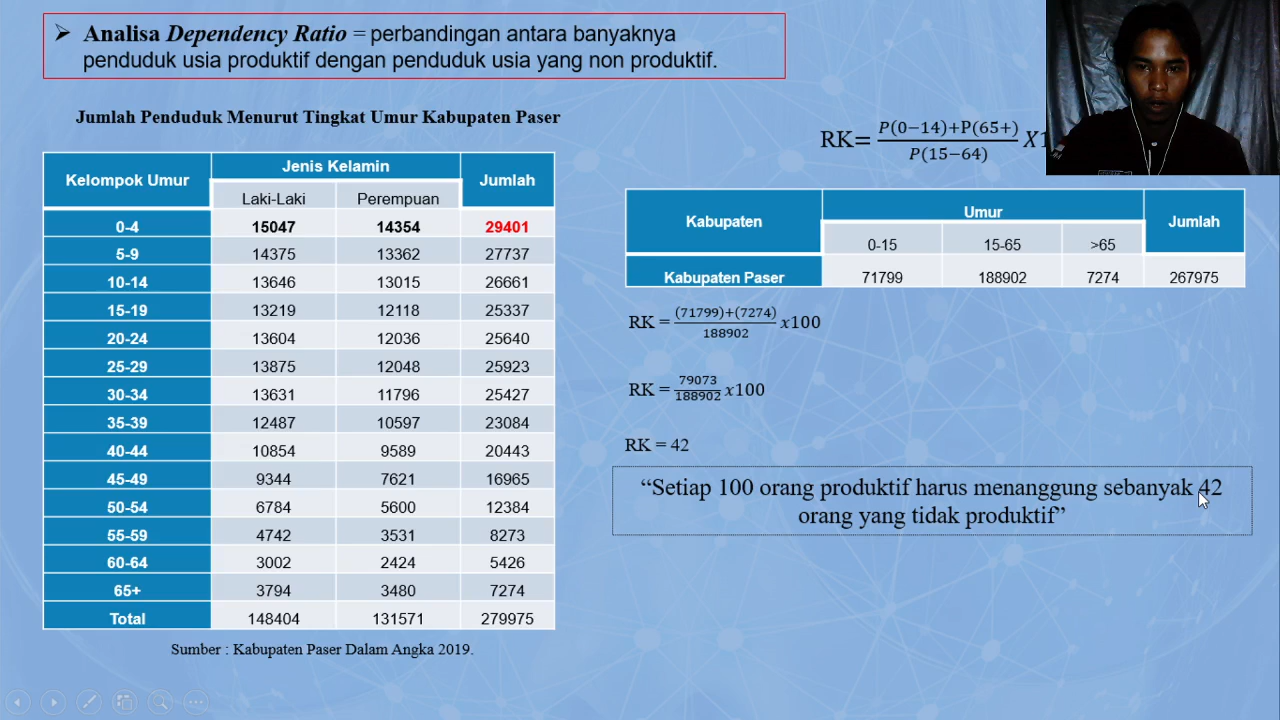 ➢ Analisa Dependency Ratio = perbandingan antara banyaknya
penduduk usia produktif dengan penduduk usia yang non produktif.
Jumlah Penduduk Menurut Tingkat Umur Kabupaten Paser
Kelompok Umur Jenis Kelamin Jumlah
Laki-Laki Perempuan
0-4 15047 14354 29401
5-9 14375 13362 27737
10-14 13646 13015 26661
15-19 13219 12118 25337
20-24 13604 12036 25640
25-29 13875 12048 25923
30-34 13631 11796 25427
35-39 12487 10597 23084
40-44 10854 9589 20443
45-49 9344 7621 16965
50-54 6784 5600 12384
55-59 4742 3531 8273
60-64 3002 2424 5426
65+ 3794 3480 7274
Total 148404 131571 279975
Sumber : Kabupaten Paser Dalam Angka 2019.
RK= P(0−14)+P(65+) X1
P(15−64)
Kabupaten Umur Jumlah
0-15 15-65 >65
Kabupaten Paser 71799 188902 7274 267975
RK = (71799)+(7274) x100
188902
RK = 79073 x100
188902
RK = 42
“Setiap 100 orang produktif harus menanggung sebanyak 42
orang yang tidak produktif”